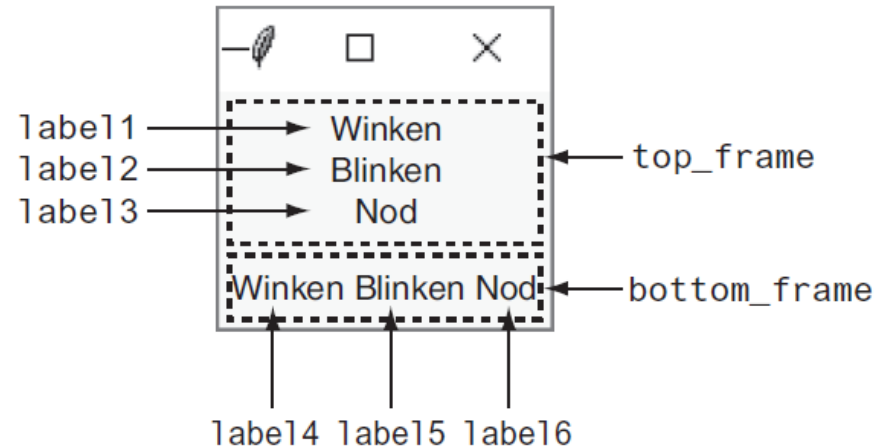 label1
Winken
label2
Blinken
top_frame
label3
Nod
Winken Blinken Nod
bottom_frame
label4 label5 label6